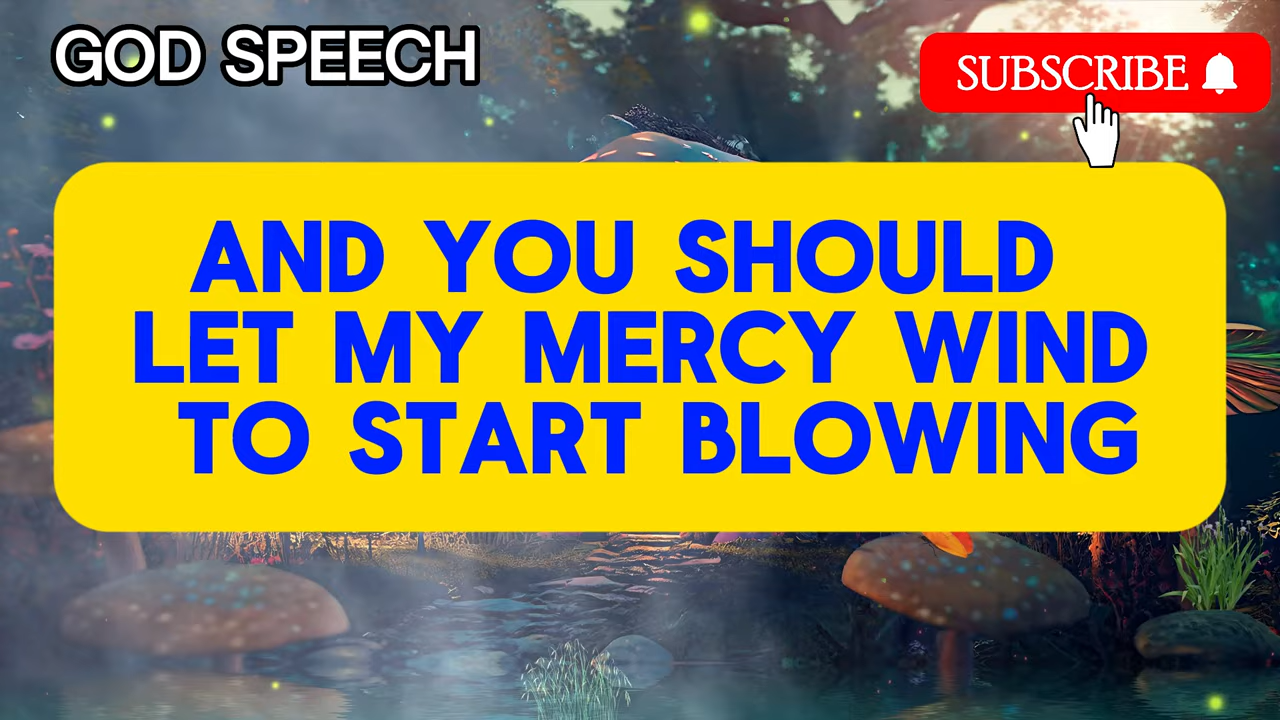 GOD SPEECH
SUBSCRIBE
AND YOU SHOULD
LET MY MERCY WIND
TO START BLOWING